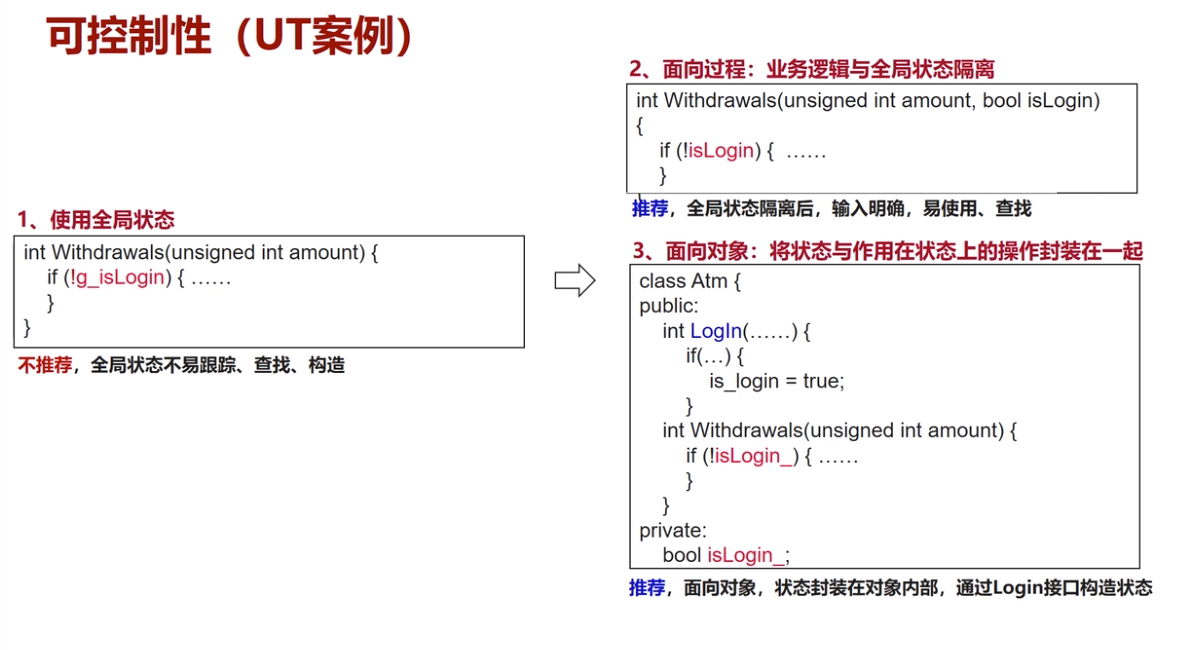 可控制性（UT案例）
1、使用全局状态
int Withdrawals(unsigned int amount) {
if (!g_isLogin) { ……
}
}
不推荐，全局状态不易跟踪、查找、构造
2、面向过程：业务逻辑与全局状态隔离
int Withdrawals(unsigned int amount, bool isLogin)
{
if (!isLogin) { ……
}
推荐，全局状态隔离后，输入明确，易使用、查找
3、面向对象：将状态与作用在状态上的操作封装在一起
class Atm {
public:
int LogIn(……) {
if(…) {
is_login = true;
}
int Withdrawals(unsigned int amount) {
if (!isLogin_) { ……
}
}
private:
bool isLogin_;
推荐，面向对象，状态封装在对象内部，通过Login接口构造状态